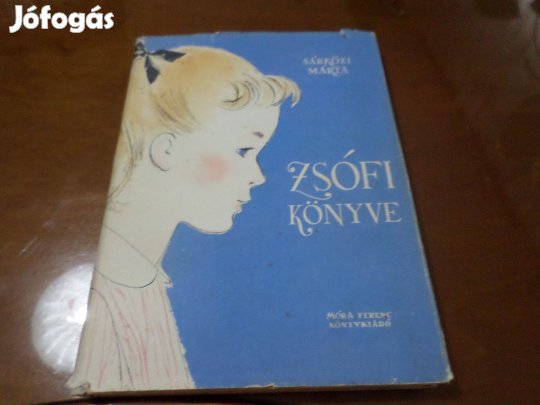 Jófogás
SÁRKÖZI
MÁRTA
ZSÓFI
KÖNYVE
MÓRA FERENC
KÖNYVKIADÓ